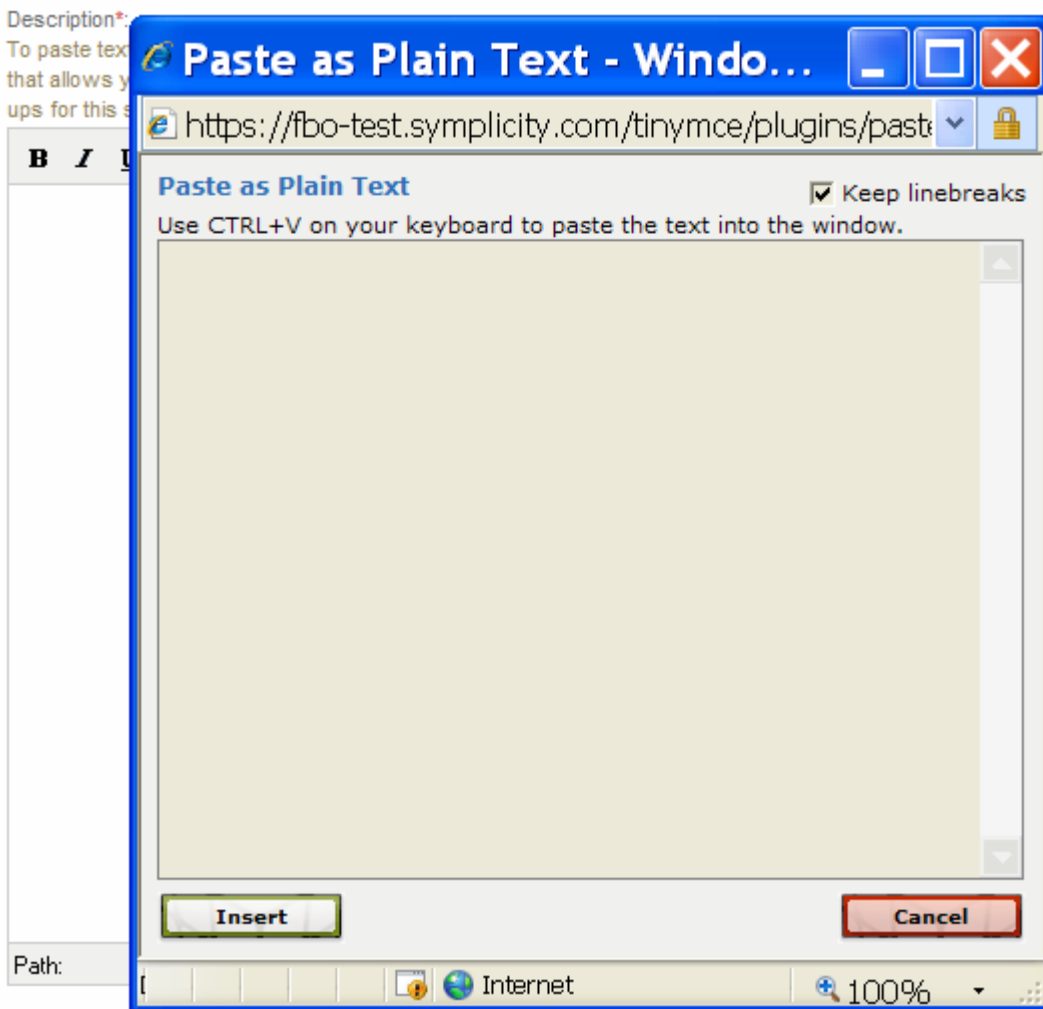 Description*:
To paste tex
that allows y
ups for this s
B I U
Paste as Plain Text - Windo...
https://fbo-test.symplicity.com/tinymce/plugins/paste
Paste as Plain Text
Keep linebreaks
Use CTRL+V on your keyboard to paste the text into the window.
Insert
Cancel
Path:
Internet
100%